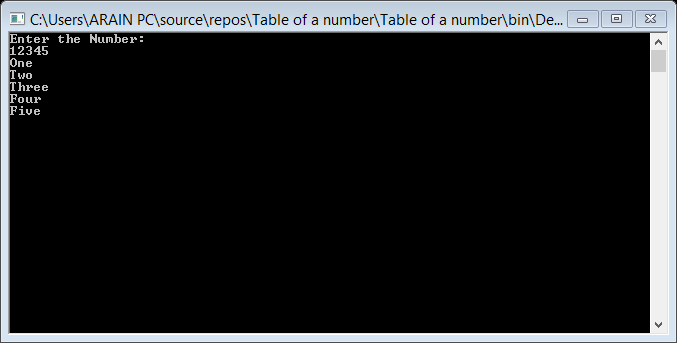 C:\Users\ARAIN PC\source\repos\Table of a number\Table of a number\bin\De...
Enter the Number:
12345
One
Two
Three
Four
Five